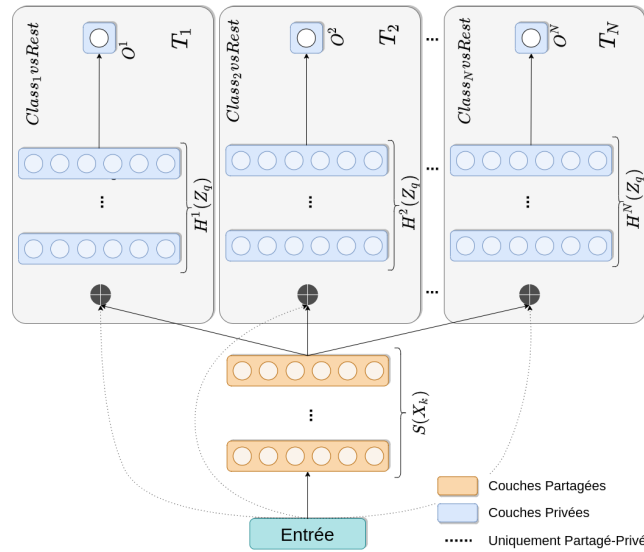 Class₁vsRest
O¹
T₁
H¹(Z_q)
Class₂vsRest
O²
T₂
H²(Z_q)
...
...
...
Class_NvsRest
O^N
T_N
H^N(Z_q)
...
...
...
...
...
...
...
S(X_k)
Entrée
Couches Partagées
Couches Privées
Uniquement Partagé-Privé